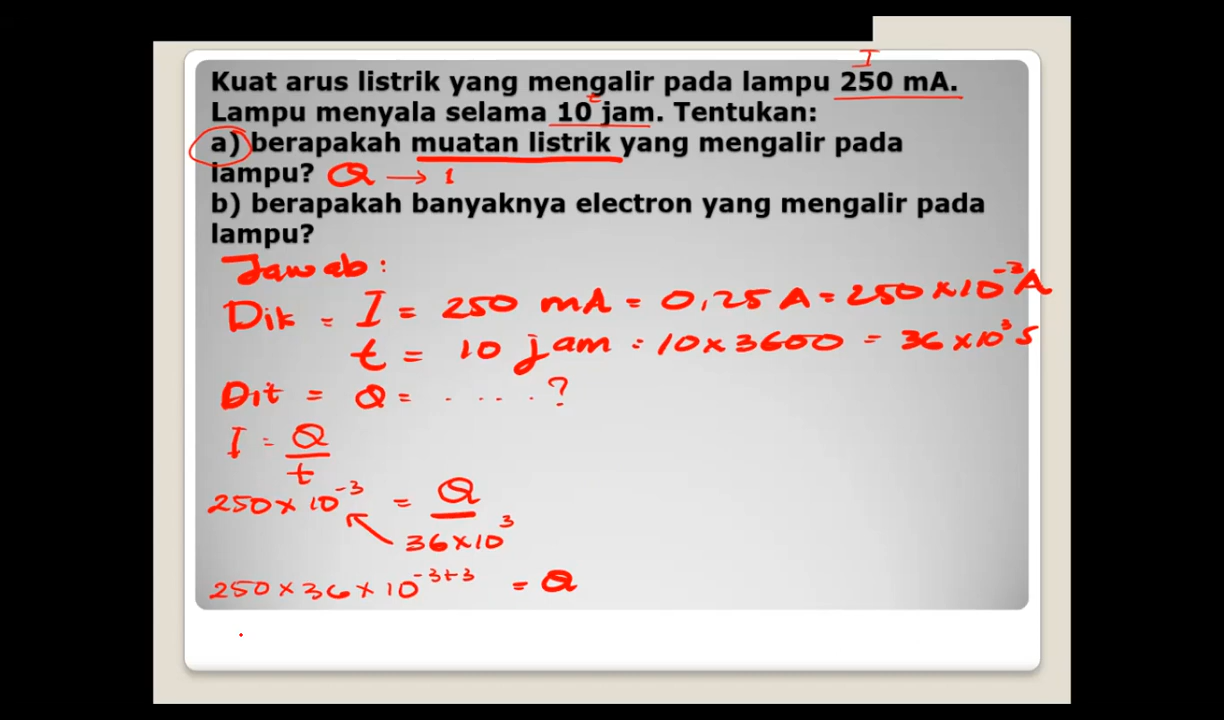 I
Kuat arus listrik yang mengalir pada lampu 250 mA.
t
Lampu menyala selama 10 jam. Tentukan:
a) berapakah muatan listrik yang mengalir pada
lampu? Q → 1
b) berapakah banyaknya electron yang mengalir pada
lampu?
Jawab :
Dik = I = 250 mA = 0,25 A = 250 × 10⁻³ A
t = 10 jam = 10 × 3600 = 36 × 10³ s
Dit = Q = . . . . . ?
I = Q/t
250 × 10⁻³ = Q/36 × 10³
250 × 36 × 10⁻³⁺³ = Q